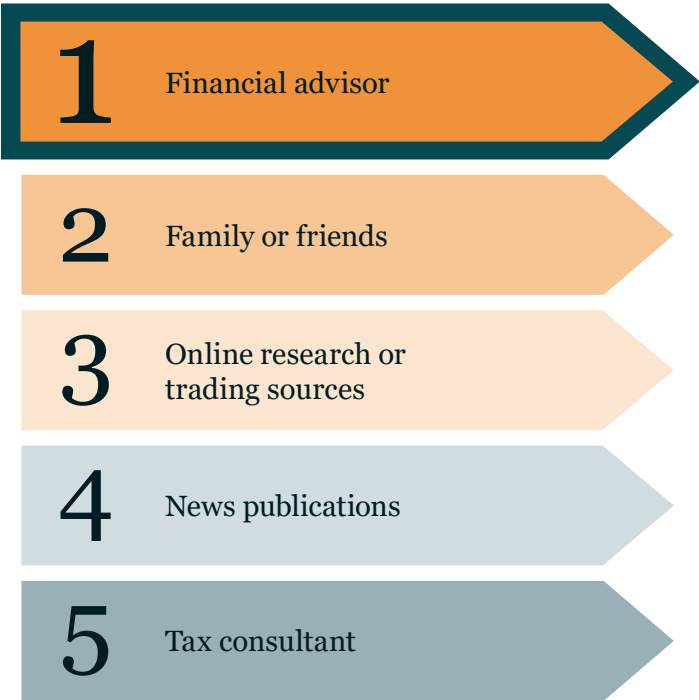 1 Financial advisor
2 Family or friends
3 Online research or
trading sources
4 News publications
5 Tax consultant